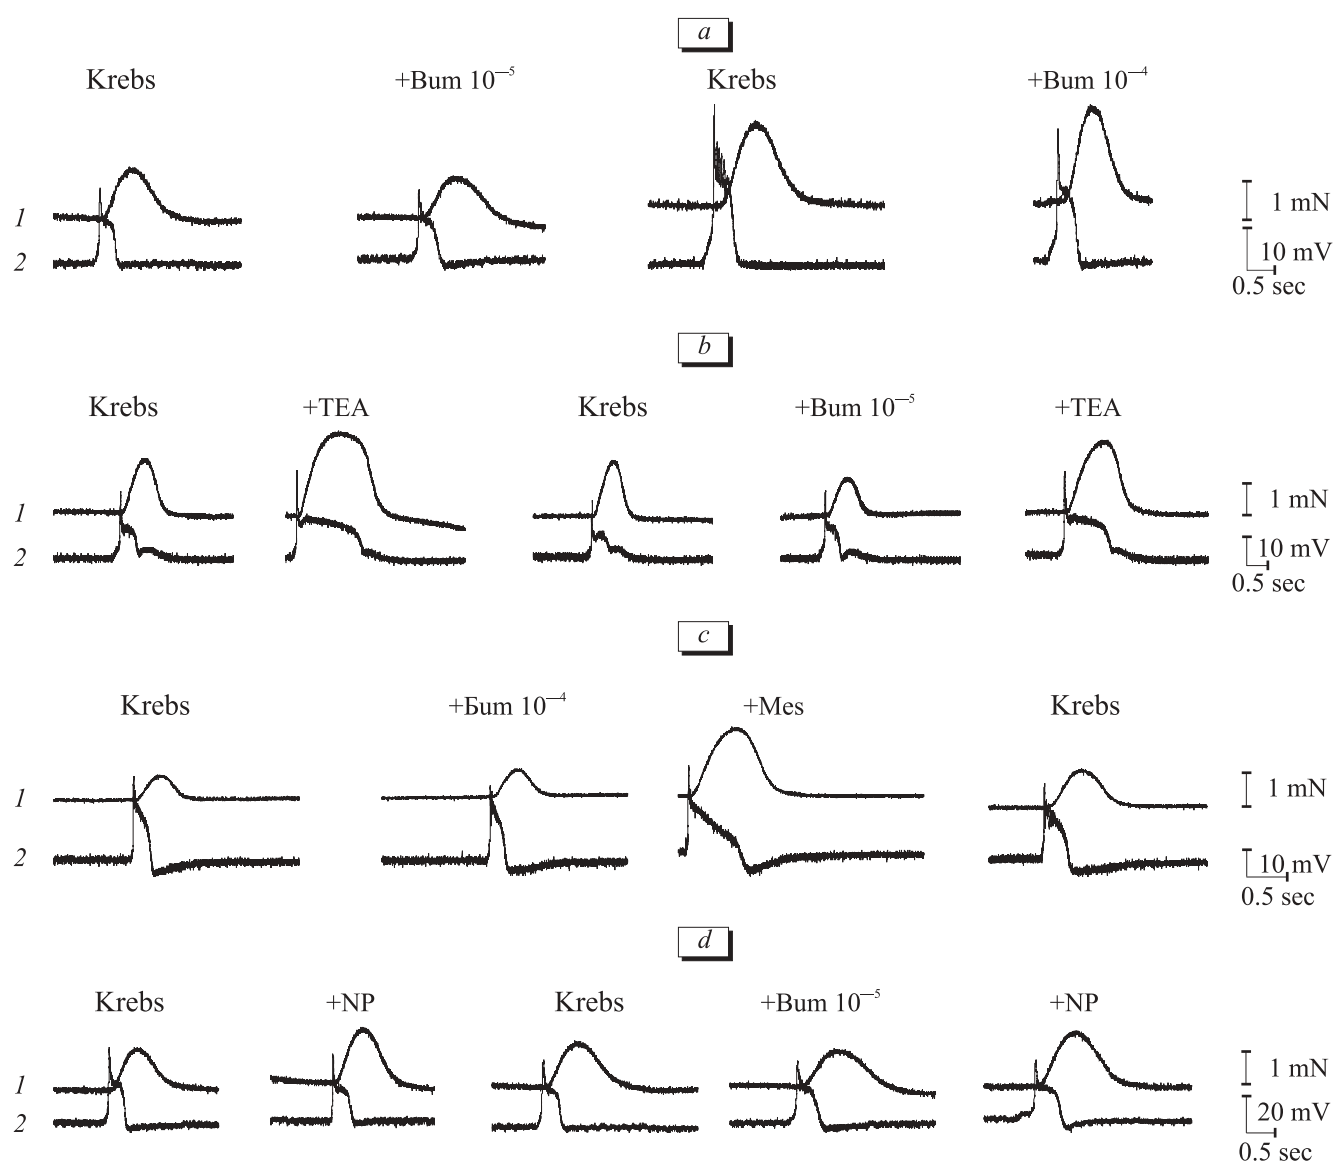 a
Krebs +Bum 10⁻⁵ Krebs +Bum 10⁻⁴
1 1 mN
2 10 mV
0.5 sec
b
Krebs +TEA Krebs +Bum 10⁻⁵ +TEA
1 1 mN
2 10 mV
0.5 sec
c
Krebs +Бum 10⁻⁴ +Mes Krebs
1 1 mN
2 10 mV
0.5 sec
d
Krebs +NP Krebs +Bum 10⁻⁵ +NP
1 1 mN
2 20 mV
0.5 sec